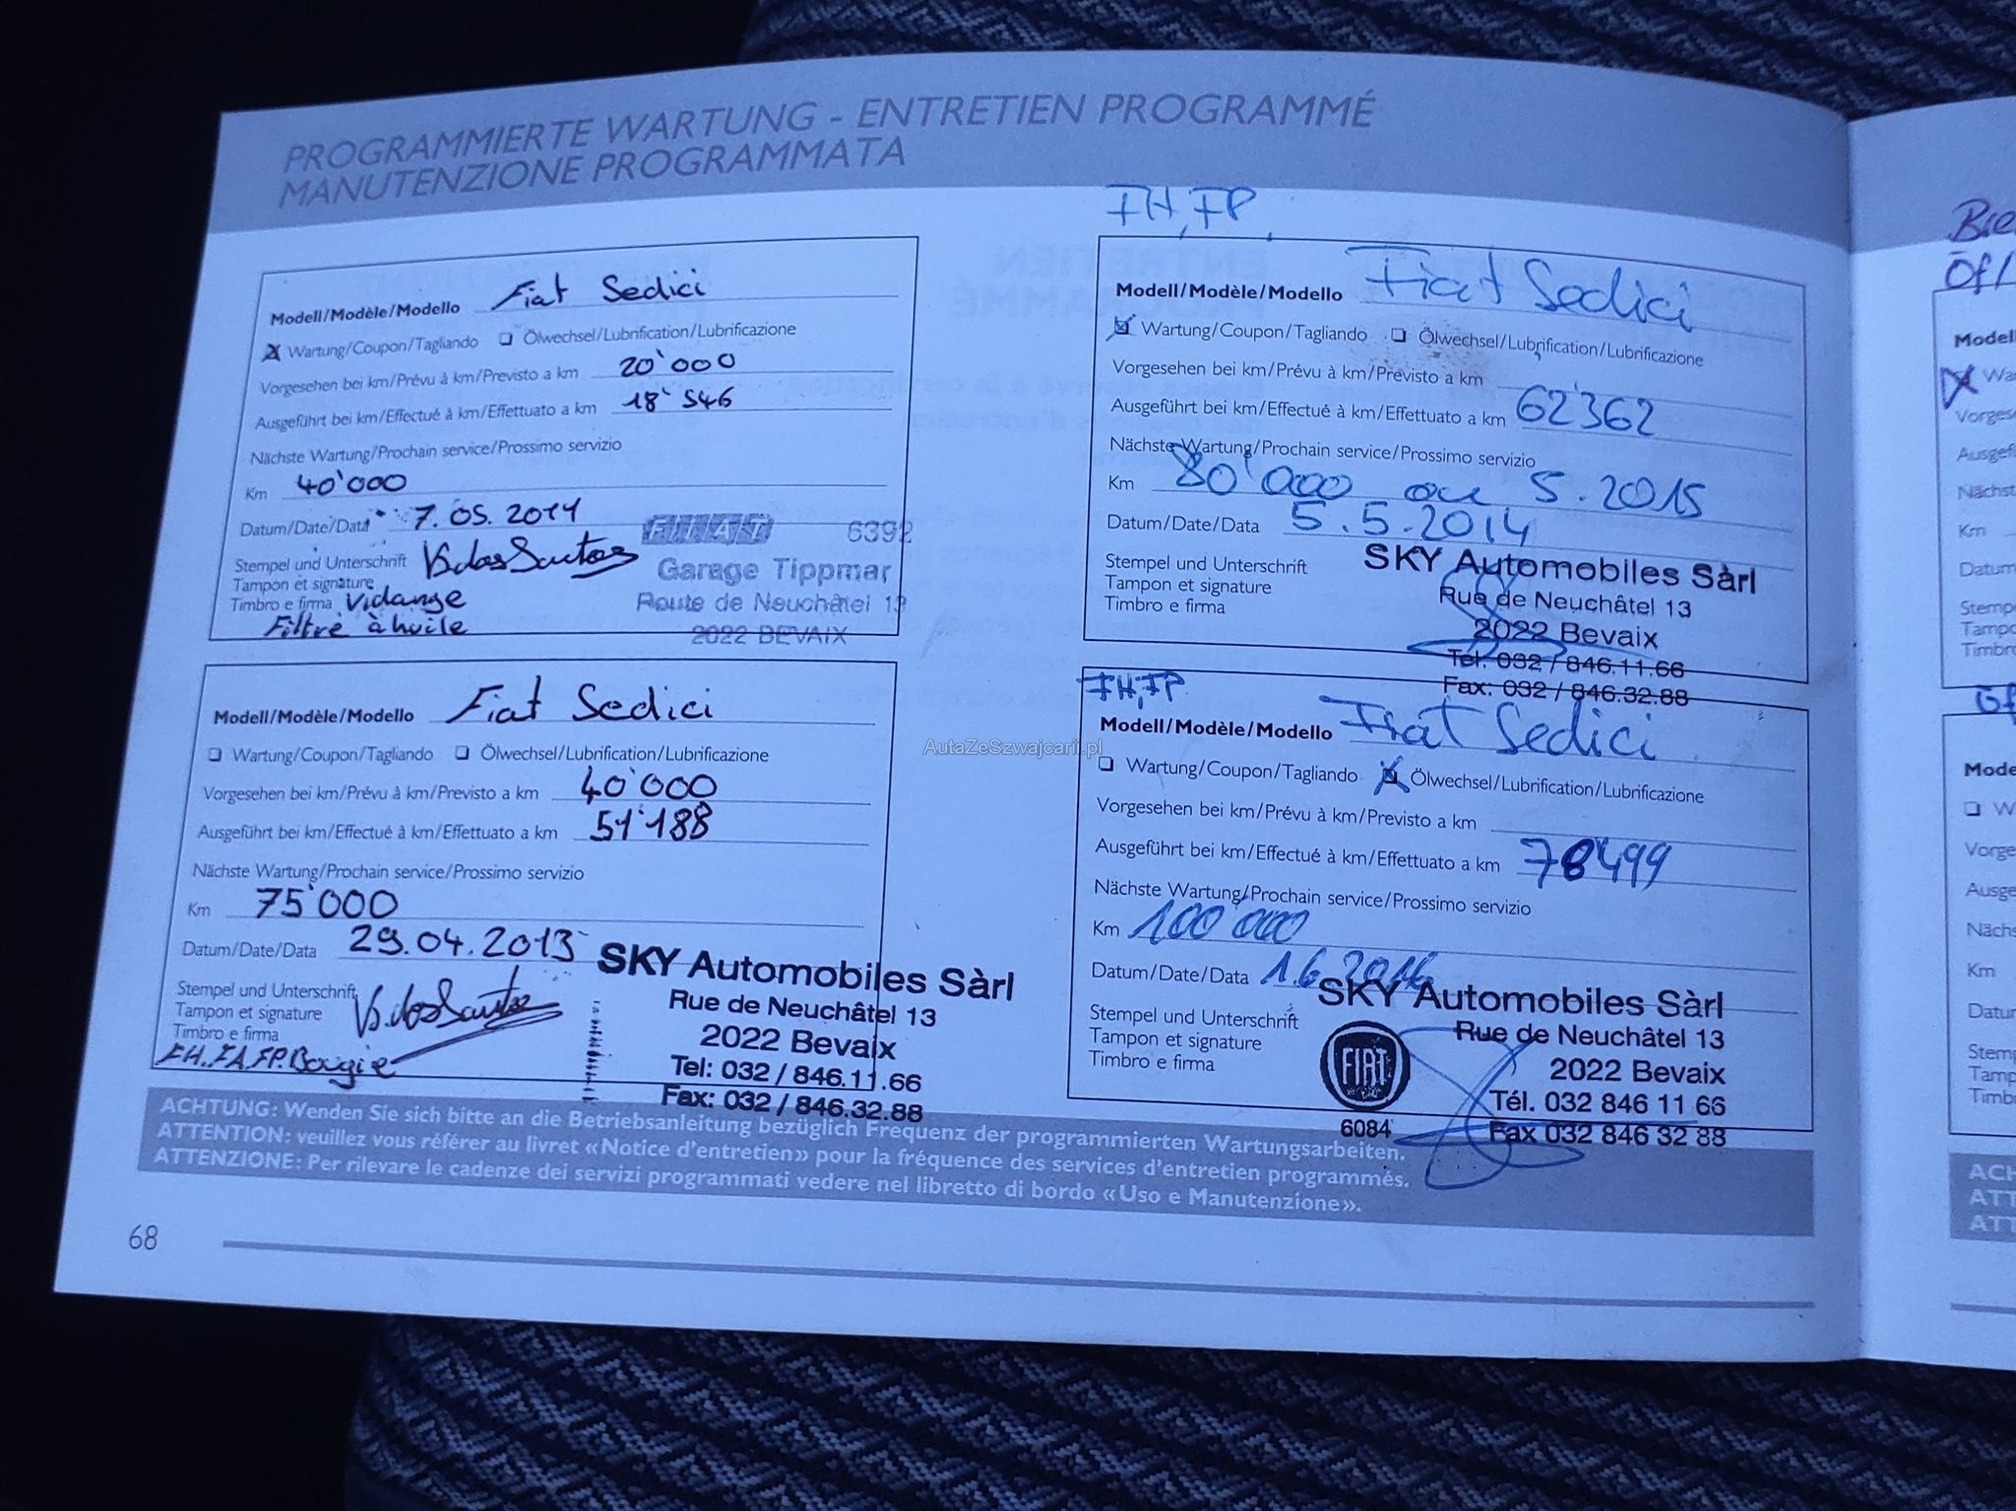 PROGRAMMIERTE WARTUNG - ENTRETIEN PROGRAMMÉ
MANUTENZIONE PROGRAMMATA
Modell/Modèle/Modello Fiat Sedici
X Wartung/Coupon/Tagliando ❏ Ölwechsel/Lubrification/Lubrificazione
Vorgesehen bei km/Prévu à km/Previsto a km 20'000
Ausgeführt bei km/Effectué à km/Effettuato a km 18'546
Nächste Wartung/Prochain service/Prossimo servizio
Km 40'000
Datum/Date/Data 7.05.2011
Stempel und Unterschrift V.dos Santos
Tampon et signature
Timbro e firma Vidange
Filtre à huile
FIAT 6392
Garage Tippmar
Route de Neuchâtel 13
2022 BEVAIX
Modell/Modèle/Modello Fiat Sedici
❏ Wartung/Coupon/Tagliando ❏ Ölwechsel/Lubrification/Lubrificazione
Vorgesehen bei km/Prévu à km/Previsto a km 40'000
Ausgeführt bei km/Effectué à km/Effettuato a km 51'188
Nächste Wartung/Prochain service/Prossimo servizio
Km 75'000
Datum/Date/Data 29.04.2013
Stempel und Unterschrift V.dos Santos
Tampon et signature
Timbro e firma
FH.FA.FP.Bougie
SKY Automobiles Sàrl
Rue de Neuchâtel 13
2022 Bevaix
Tel: 032 / 846.11.66
Fax: 032 / 846.32.88
FH, FP,
Modell/Modèle/Modello Fiat Sedici
X Wartung/Coupon/Tagliando ❏ Ölwechsel/Lubrification/Lubrificazione
Vorgesehen bei km/Prévu à km/Previsto a km
Ausgeführt bei km/Effectué à km/Effettuato a km 62'362
Nächste Wartung/Prochain service/Prossimo servizio
Km 80'000 ou 5.2015
Datum/Date/Data 5.5.2014
Stempel und Unterschrift
Tampon et signature
Timbro e firma
SKY Automobiles Sàrl
Rue de Neuchâtel 13
2022 Bevaix
Tel: 032 / 846.11.66
Fax: 032 / 846.32.88
FH, FP
Modell/Modèle/Modello Fiat Sedici
❏ Wartung/Coupon/Tagliando X Ölwechsel/Lubrification/Lubrificazione
Vorgesehen bei km/Prévu à km/Previsto a km
Ausgeführt bei km/Effectué à km/Effettuato a km 78'499
Nächste Wartung/Prochain service/Prossimo servizio
Km 100 000
Datum/Date/Data 1.6.2016
Stempel und Unterschrift
Tampon et signature
Timbro e firma
SKY Automobiles Sàrl
Rue de Neuchâtel 13
2022 Bevaix
Tél. 032 846 11 66
Fax 032 846 32 88
FIAT
6084
AutaZeSzwajcarii.pl
ACHTUNG: Wenden Sie sich bitte an die Betriebsanleitung bezüglich Frequenz der programmierten Wartungsarbeiten.
ATTENTION: veuillez vous référer au livret «Notice d'entretien» pour la fréquence des services d'entretien programmés.
ATTENZIONE: Per rilevare le cadenze dei servizi programmati vedere nel libretto di bordo «Uso e Manutenzione».
68